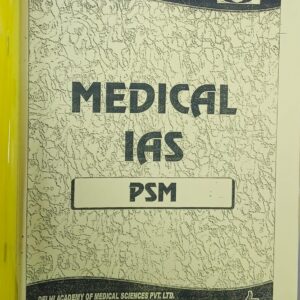 MEDICAL
IAS
PSM
DELHI ACADEMY OF MEDICAL SCIENCES PVT. LTD.